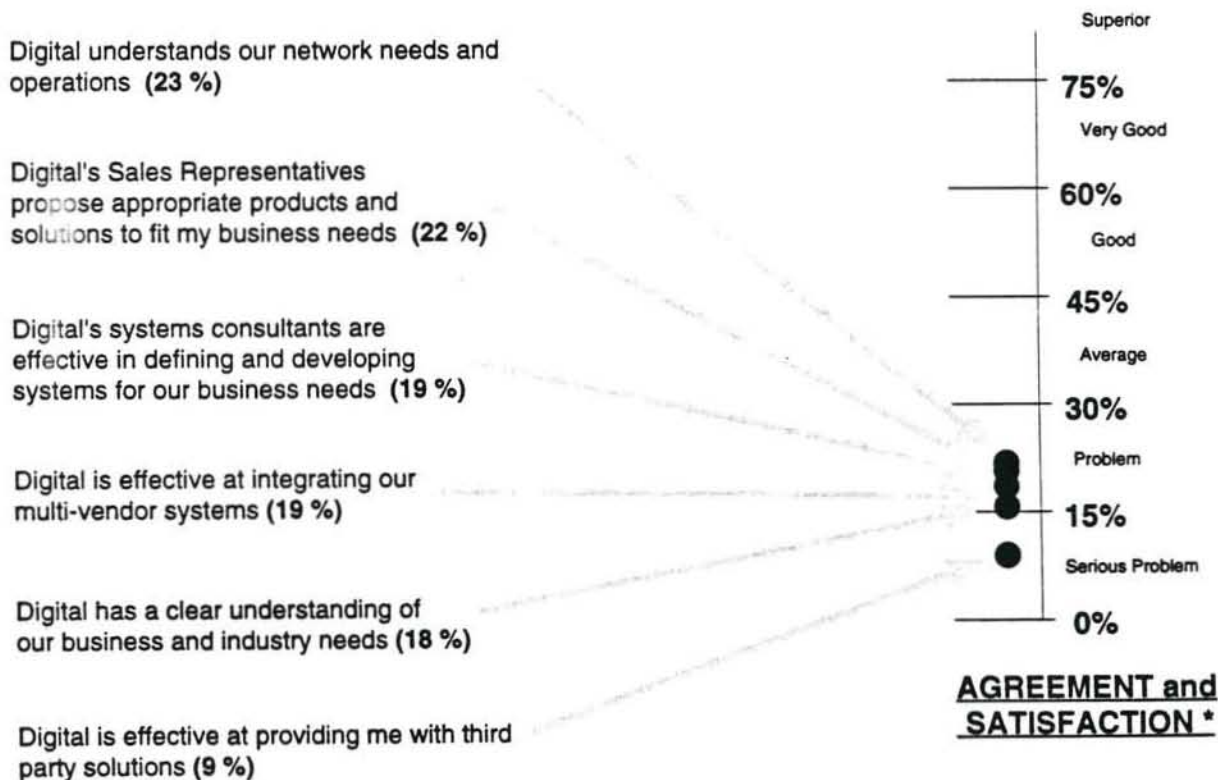 Digital understands our network needs and
operations (23 %)
Digital's Sales Representatives
propose appropriate products and
solutions to fit my business needs (22 %)
Digital's systems consultants are
effective in defining and developing
systems for our business needs (19 %)
Digital is effective at integrating our
multi-vendor systems (19 %)
Digital has a clear understanding of
our business and industry needs (18 %)
Digital is effective at providing me with third
party solutions (9 %)
Superior
75%
Very Good
60%
Good
45%
Average
30%
Problem
15%
Serious Problem
0%
AGREEMENT and
SATISFACTION *